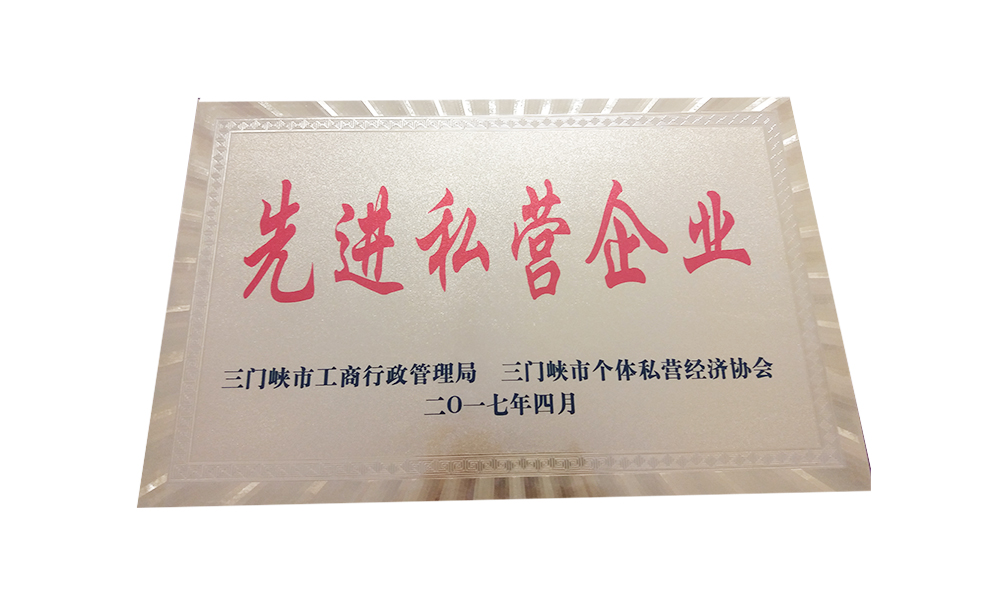 先进私营企业
三门峡市工商行政管理局 三门峡市个体私营经济协会
二O一七年四月